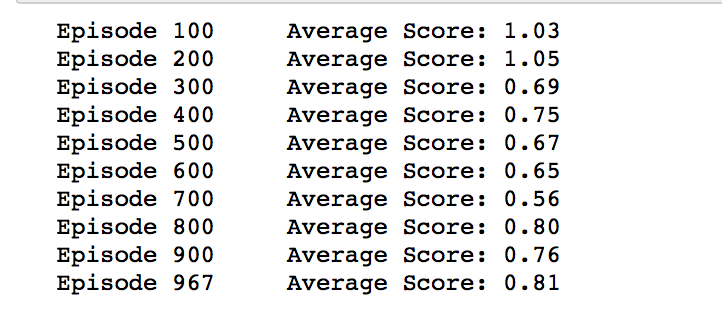 Episode 100 Average Score: 1.03
Episode 200 Average Score: 1.05
Episode 300 Average Score: 0.69
Episode 400 Average Score: 0.75
Episode 500 Average Score: 0.67
Episode 600 Average Score: 0.65
Episode 700 Average Score: 0.56
Episode 800 Average Score: 0.80
Episode 900 Average Score: 0.76
Episode 967 Average Score: 0.81